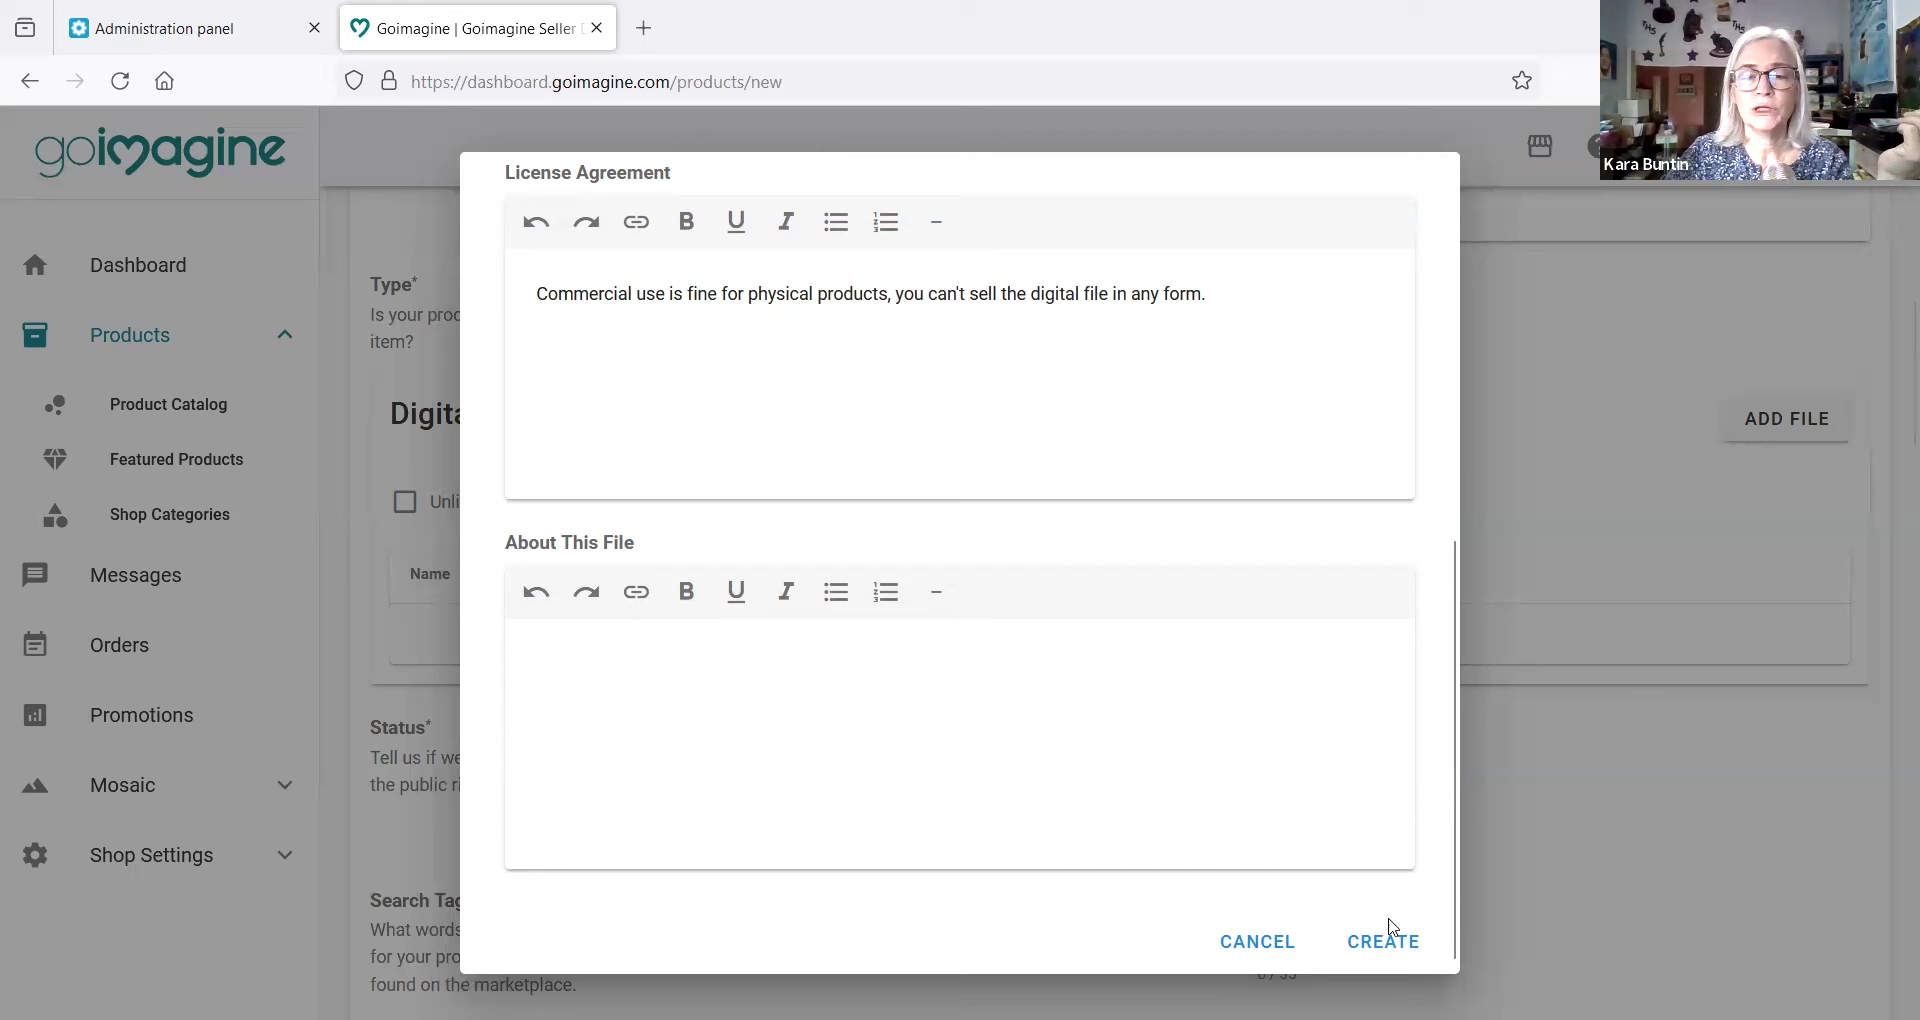 Administration panel
Goimagine | Goimagine Seller
https://dashboard.goimagine.com/products/new
Kara Buntin
goimagine
Dashboard
Products
Product Catalog
Featured Products
Shop Categories
Messages
Orders
Promotions
Mosaic
Shop Settings
Type*
Is your prod
item?
Digita
ADD FILE
Unli
Name
Status*
Tell us if we
the public ri
Search Tag
What words
for your pro
found on the marketplace.
License Agreement
Commercial use is fine for physical products, you can't sell the digital file in any form.
About This File
CANCEL
CREATE